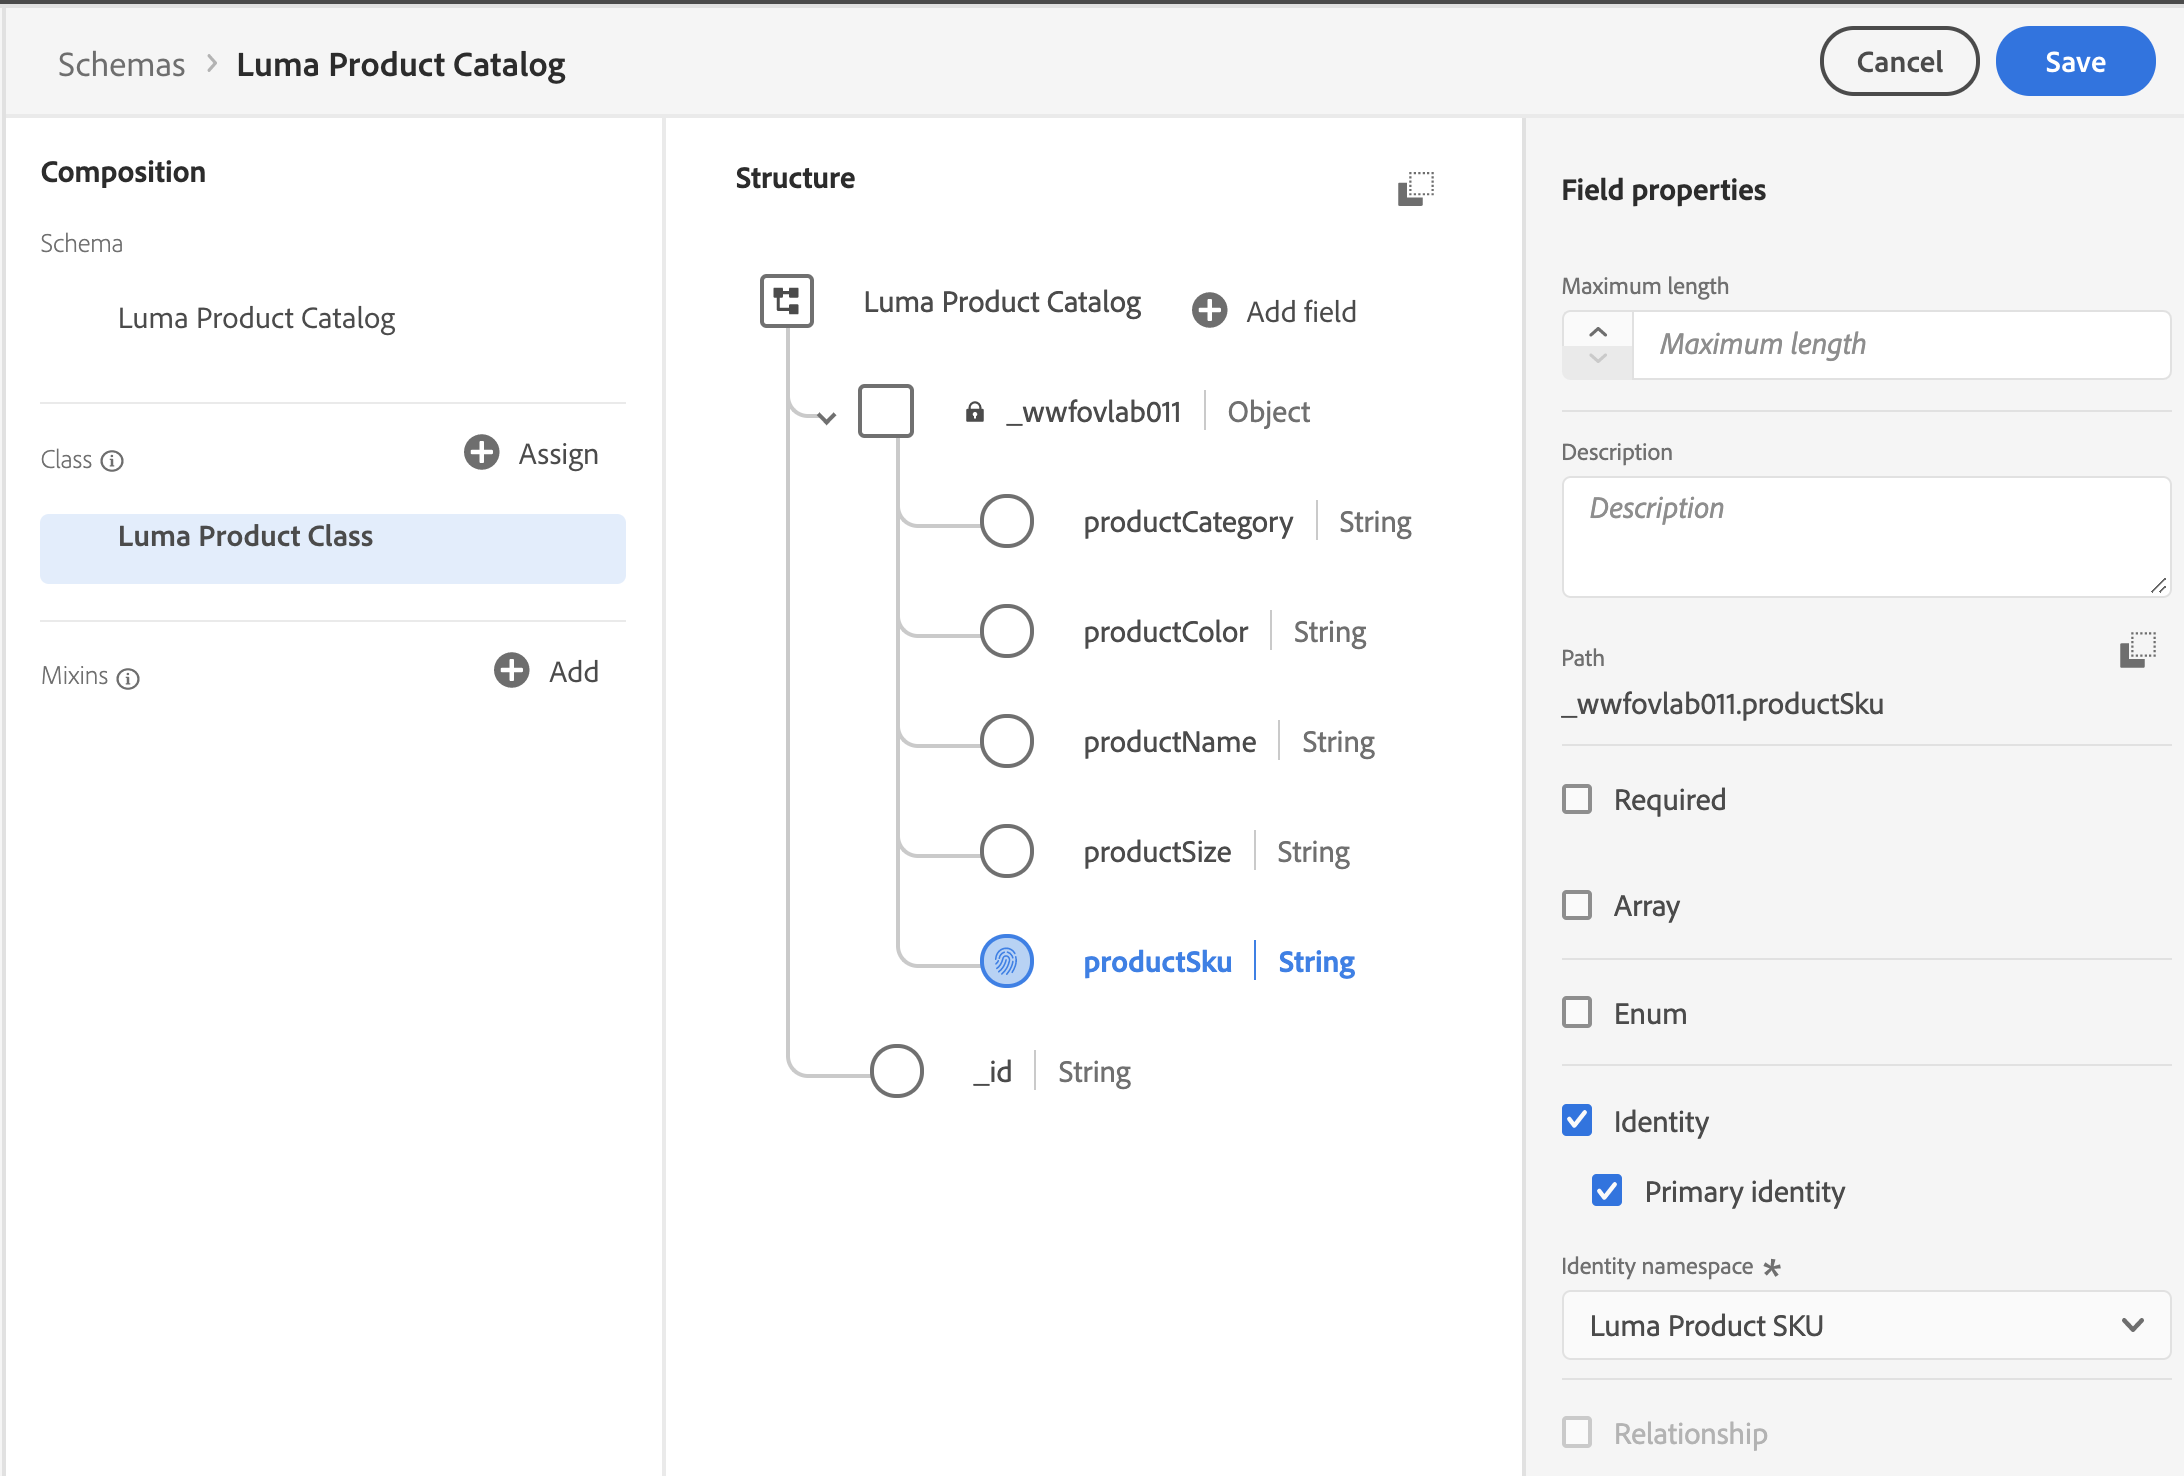 Schemas > Luma Product Catalog
Cancel
Save
Composition
Schema
Luma Product Catalog
Class
Assign
Luma Product Class
Mixins
Add
Structure
Luma Product Catalog
Add field
_wwfovlab011 | Object
productCategory | String
productColor | String
productName | String
productSize | String
productSku | String
_id | String
Field properties
Maximum length
Maximum length
Description
Description
Path
_wwfovlab011.productSku
Required
Array
Enum
Identity
Primary identity
Identity namespace *
Luma Product SKU
Relationship